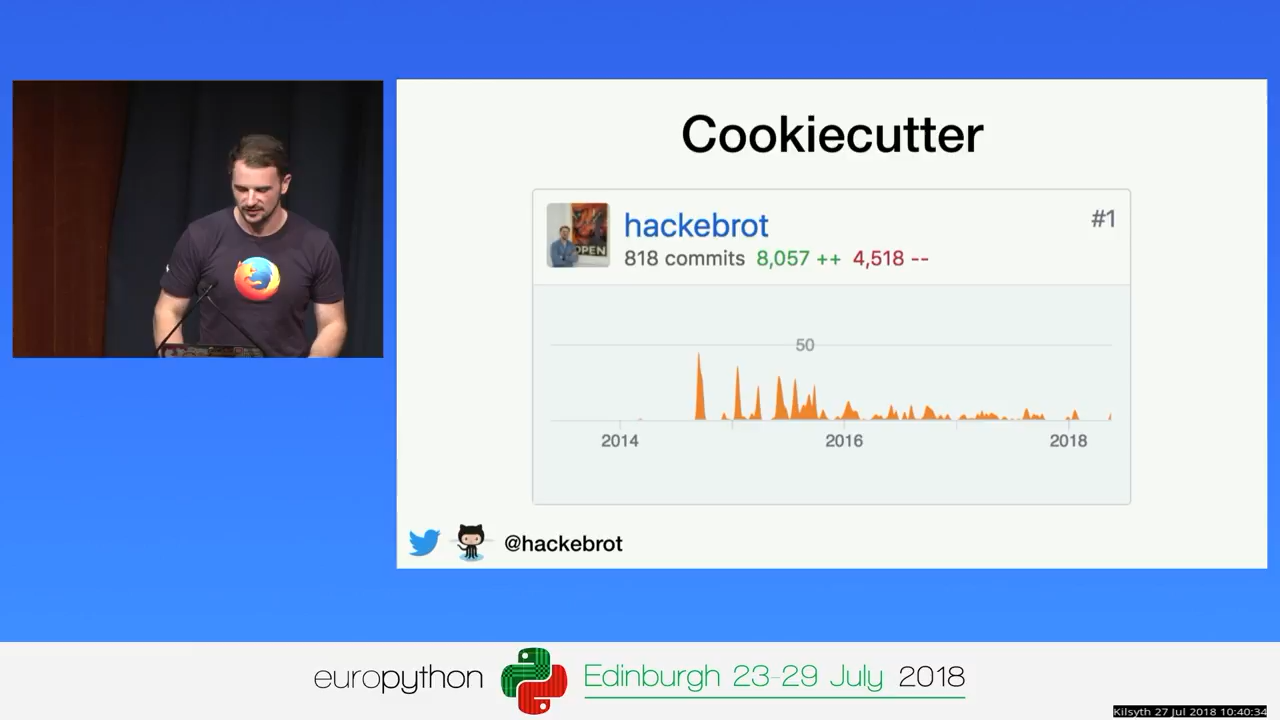 Cookiecutter
OPEN
hackebrot
#1
818 commits 8,057 ++ 4,518 --
50
2014
2016
2018
@hackebrot
europython Edinburgh 23-29 July 2018
Kilsyth 27 Jul 2018 10:40:34